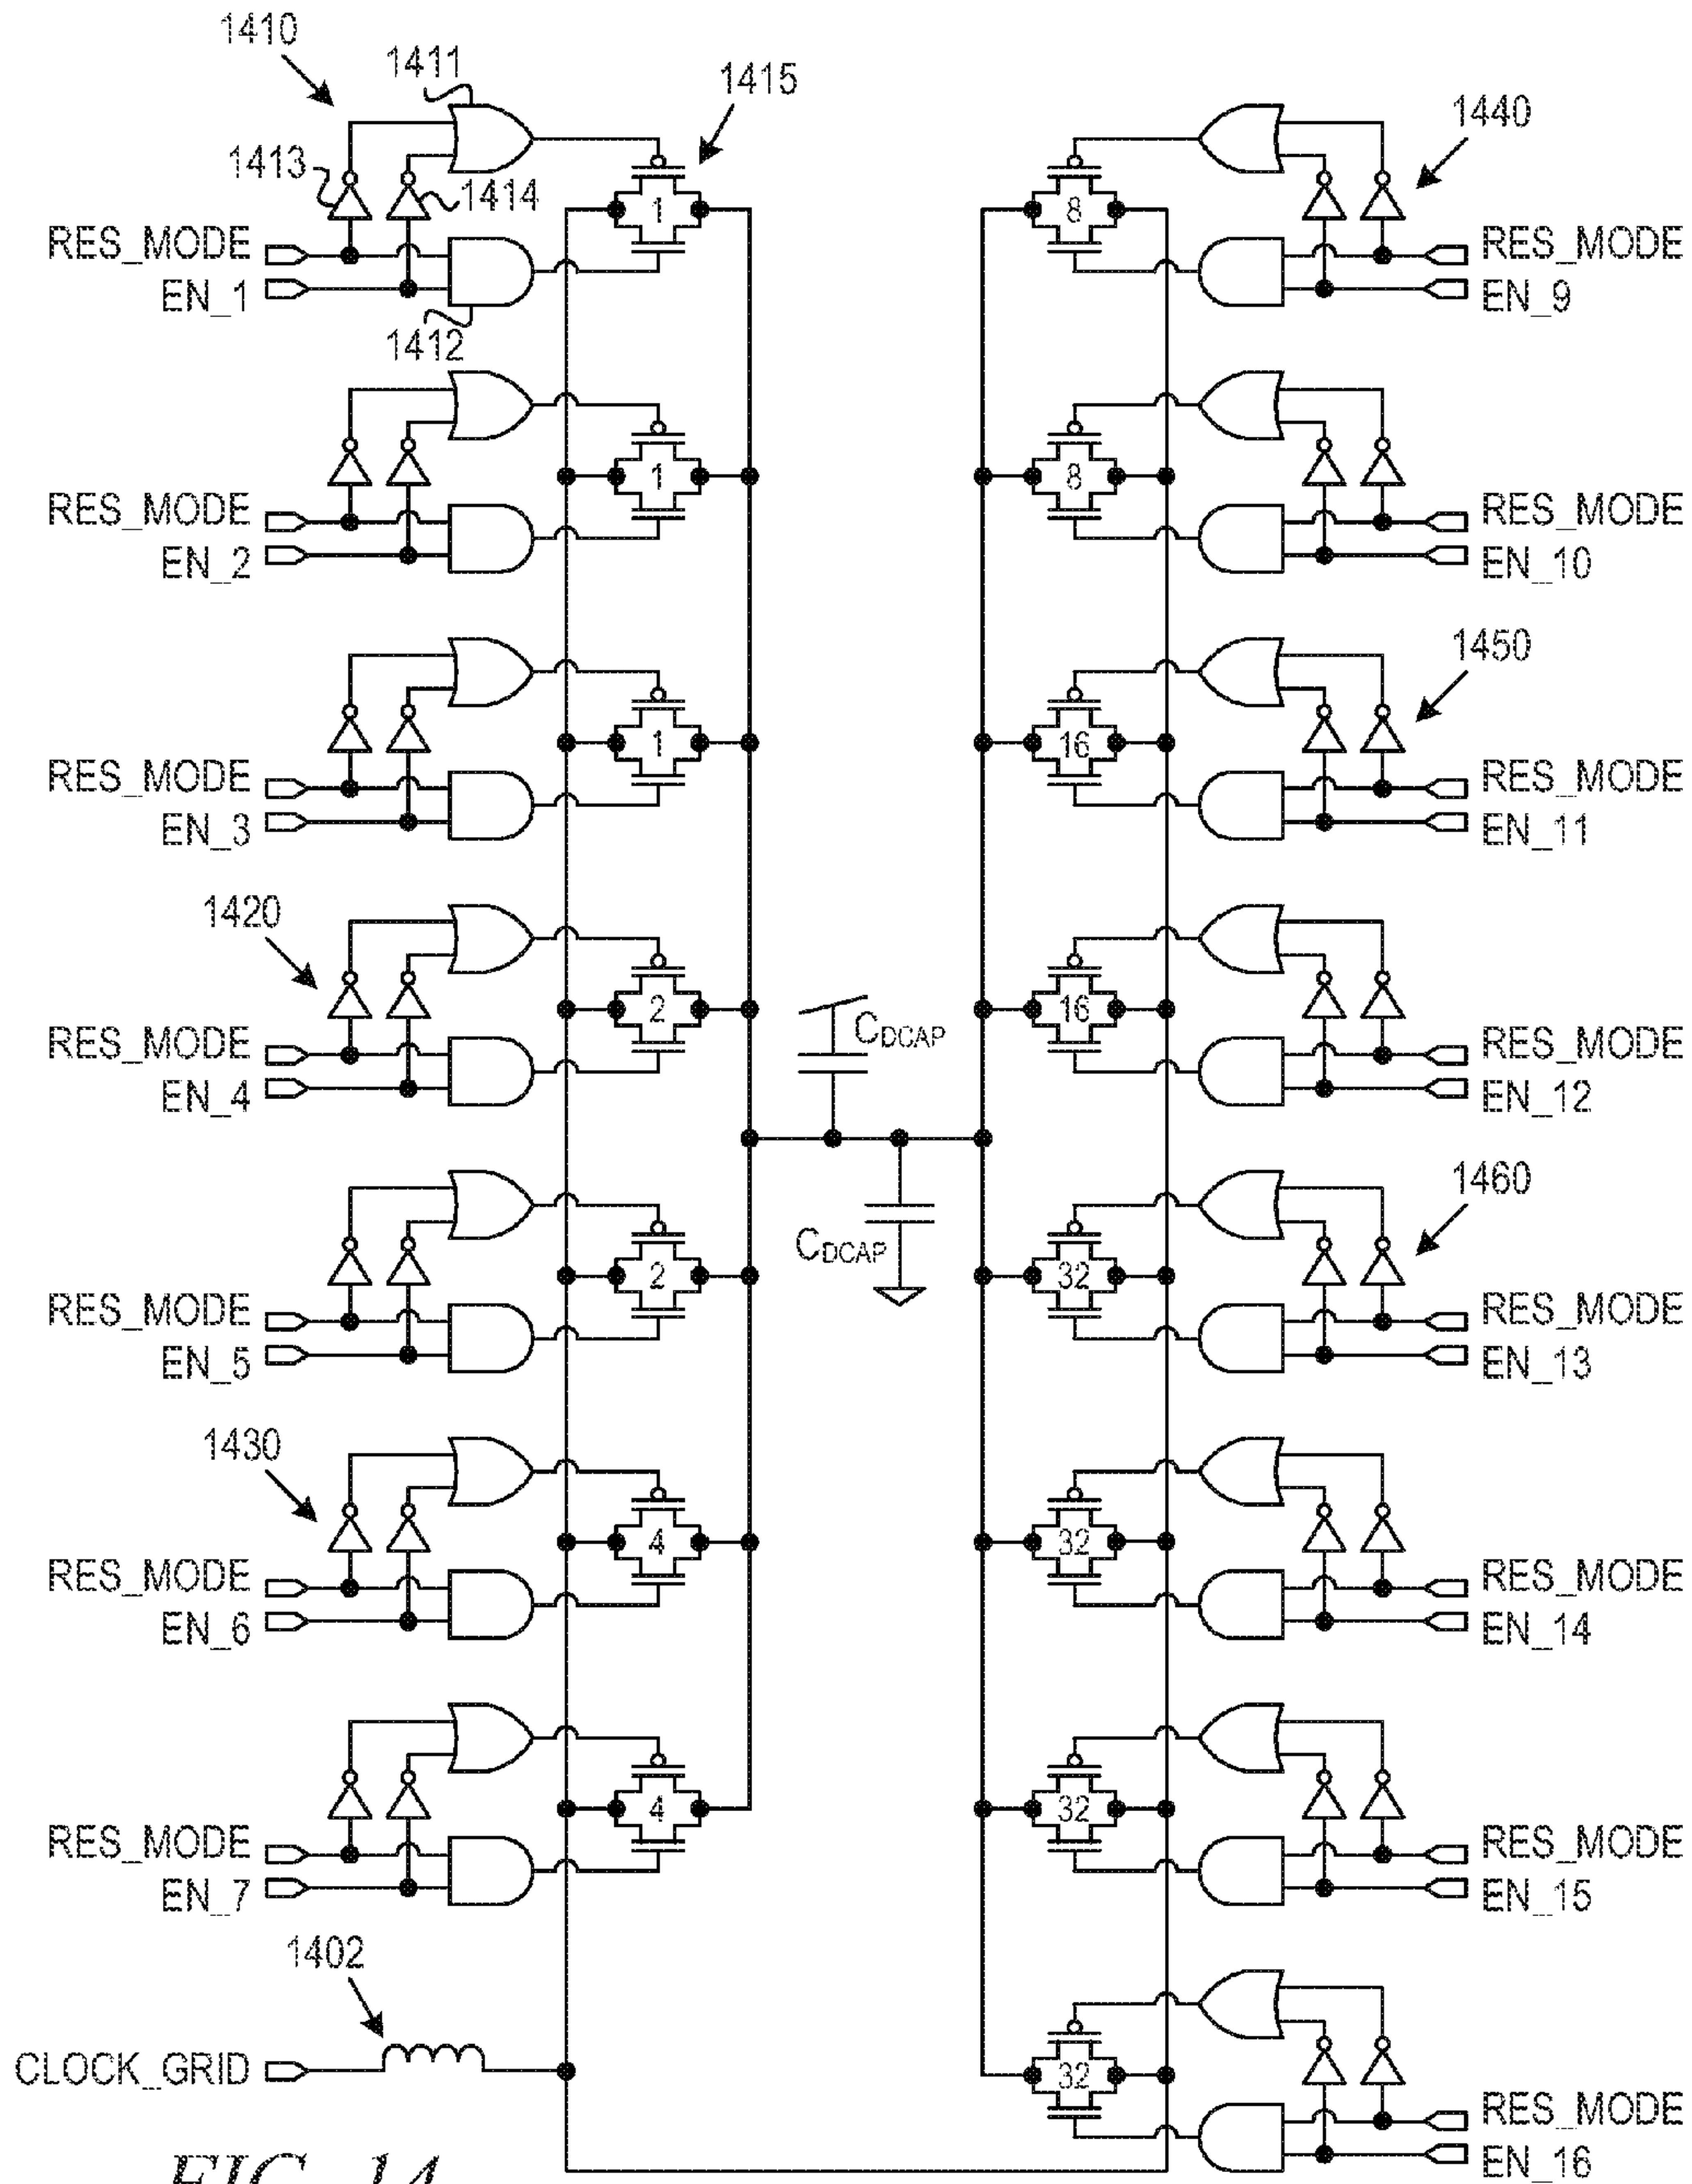 1410
1411
1415
1413
1414
RES_MODE
EN_1
1412
1
RES_MODE
EN_2
1
RES_MODE
EN_3
1
1420
RES_MODE
EN_4
2
RES_MODE
EN_5
2
1430
RES_MODE
EN_6
4
RES_MODE
EN_7
4
1402
CLOCK_GRID
FIG. 14
CDCAP
CDCAP
1440
8
RES_MODE
EN_9
8
RES_MODE
EN_10
1450
16
RES_MODE
EN_11
16
RES_MODE
EN_12
1460
32
RES_MODE
EN_13
32
RES_MODE
EN_14
32
RES_MODE
EN_15
32
RES_MODE
EN_16